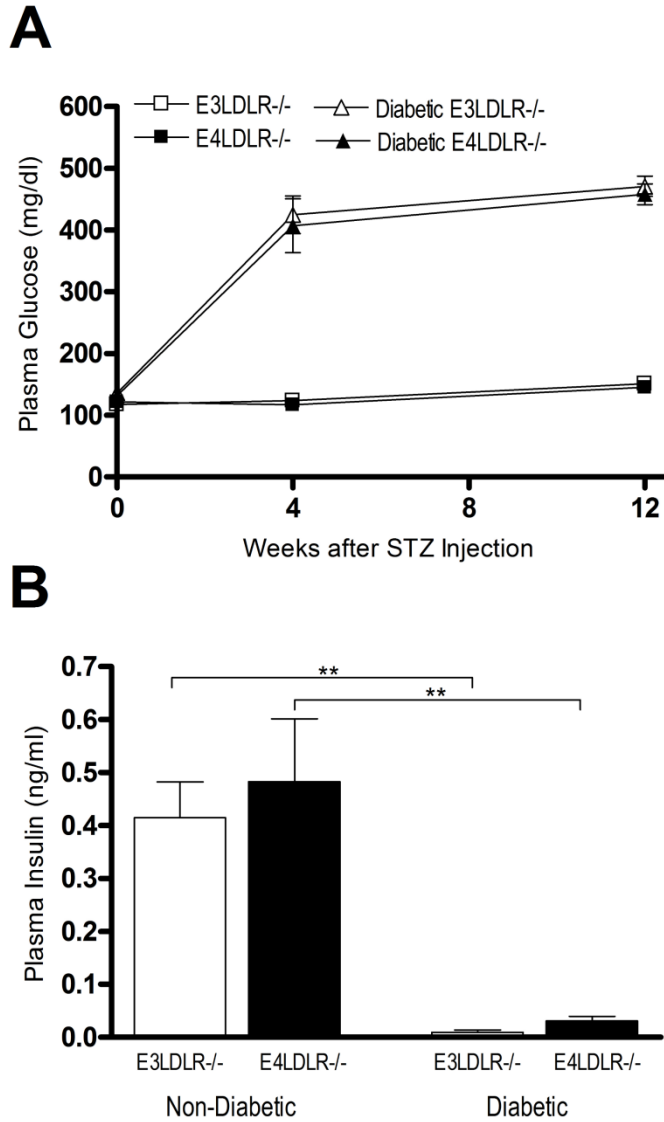 A
E3LDLR-/- Diabetic E3LDLR-/-
E4LDLR-/- Diabetic E4LDLR-/-
600
500
400
300
200
100
0
Plasma Glucose (mg/dl)
0 4 8 12
Weeks after STZ Injection
B
0.7
0.6
0.5
0.4
0.3
0.2
0.1
0.0
Plasma Insulin (ng/ml)
**
**
E3LDLR-/- E4LDLR-/- E3LDLR-/- E4LDLR-/-
Non-Diabetic Diabetic